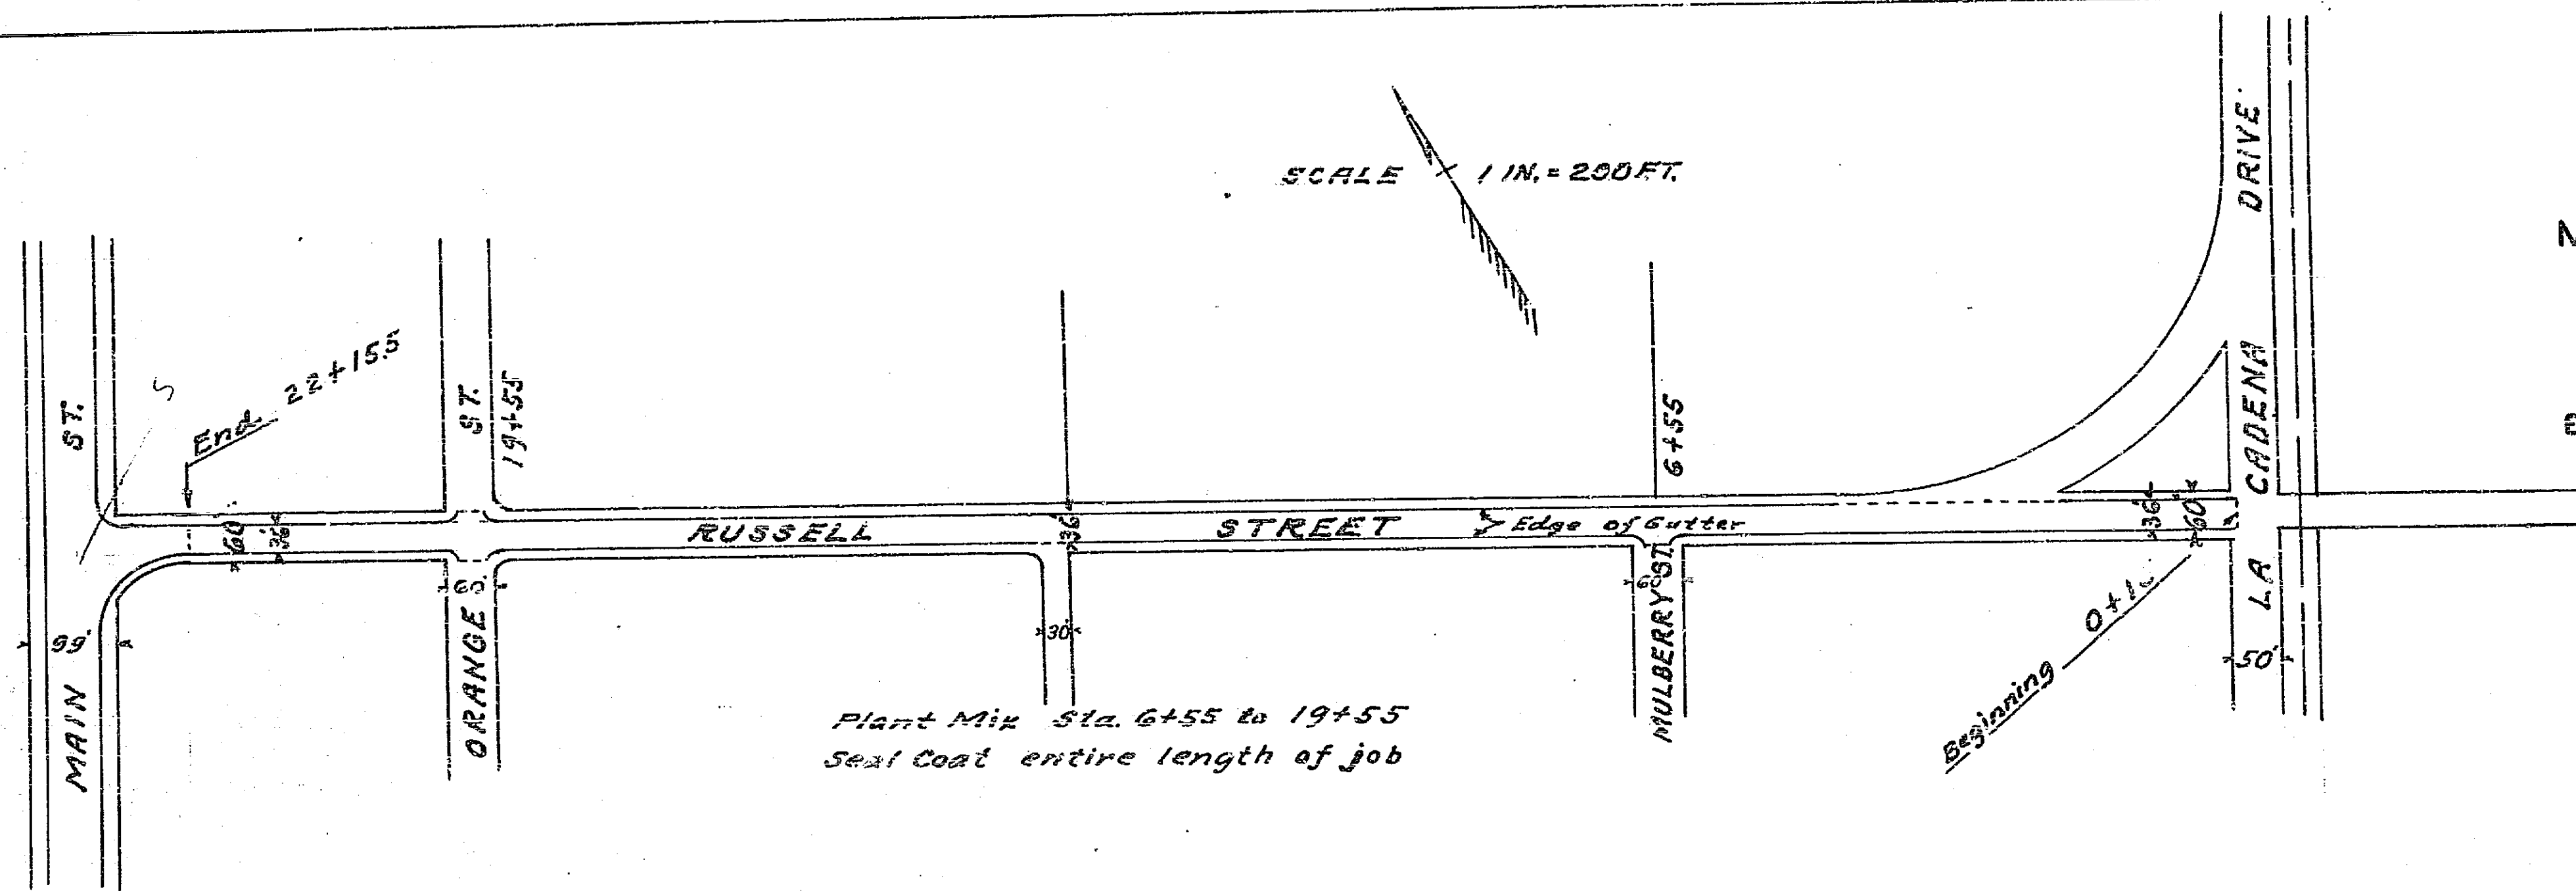 SCALE 1 IN. = 200 FT.
DRIVE
CADENA
LA
ST.
MAIN
End 22+15.5
ST.
19+55
ORANGE
RUSSELL STREET
Edge of Gutter
6+55
MULBERRY ST.
60'
36'
36'
36'
60'
99'
60'
30'
60'
50'
Beginning
Plant Mix Sta. 6+55 to 19+55
Seal Coat entire length of job